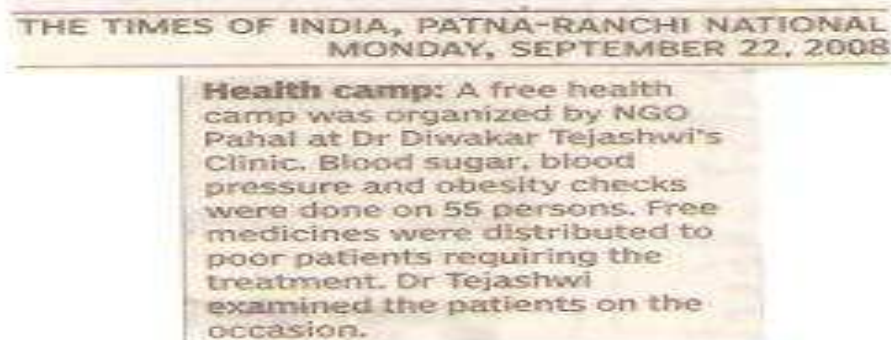 THE TIMES OF INDIA, PATNA-RANCHI NATIONAL
MONDAY, SEPTEMBER 22, 2008
Health camp: A free health
camp was organized by NGO
Pahal at Dr Diwakar Tejashwi's
Clinic. Blood sugar, blood
pressure and obesity checks
were done on 55 persons. Free
medicines were distributed to
poor patients requiring the
treatment. Dr Tejashwi
examined the patients on the
occasion.